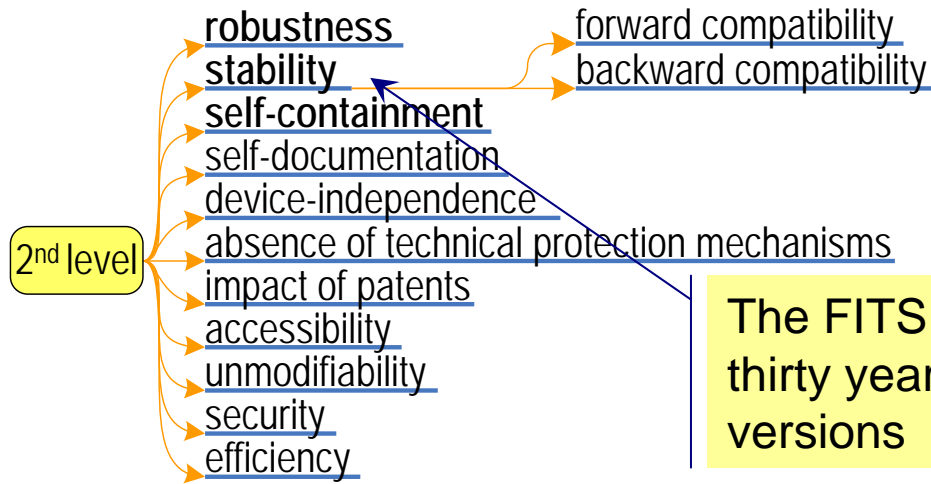 robustness
stability
self-containment
self-documentation
device-independence
absence of technical protection mechanisms
impact of patents
accessibility
unmodifiability
security
efficiency
2nd level
forward compatibility
backward compatibility
The FITS
thirty year
versions